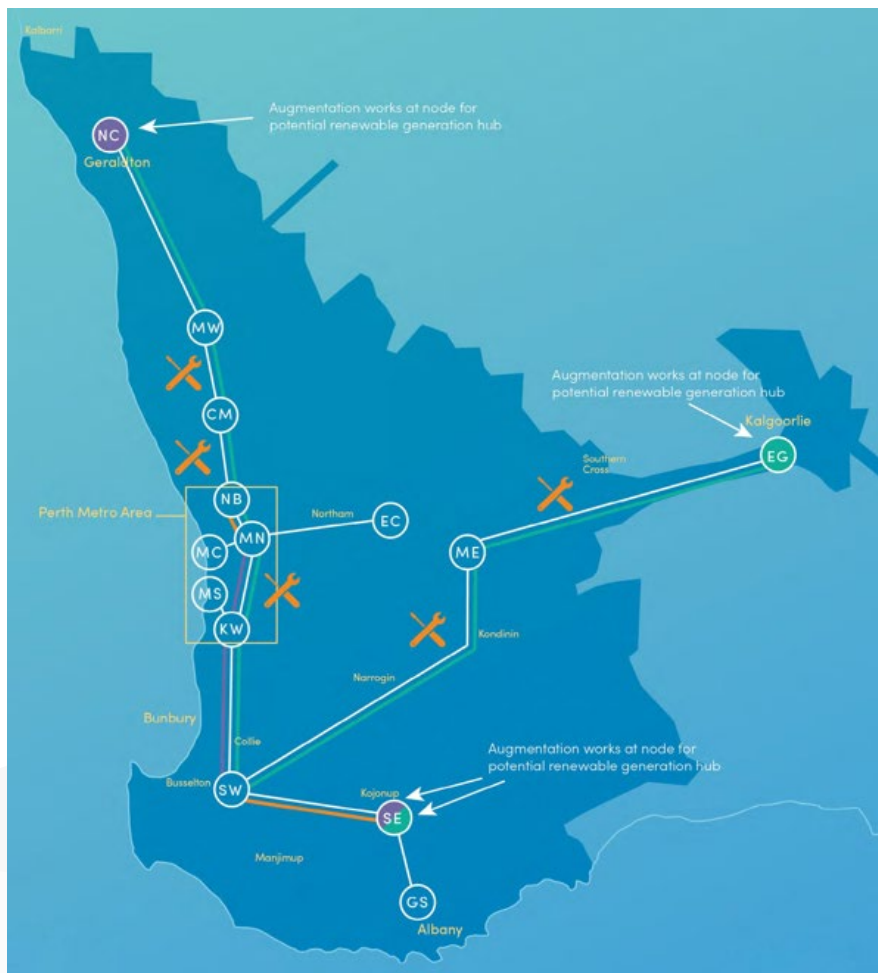 Kalbarri
Augmentation works at node for
potential renewable generation hub
NC
Geraldton
MW
Augmentation works at node for
potential renewable generation hub
CM
Kalgoorlie
EG
Southern
Cross
NB
Perth Metro Area
Northam
EC
MN
MC
ME
MS
KW
Kondinin
Narrogin
Bunbury
Collie
Augmentation works at node for
potential renewable generation hub
Busselton
SW
Kojonup
SE
Manjimup
GS
Albany